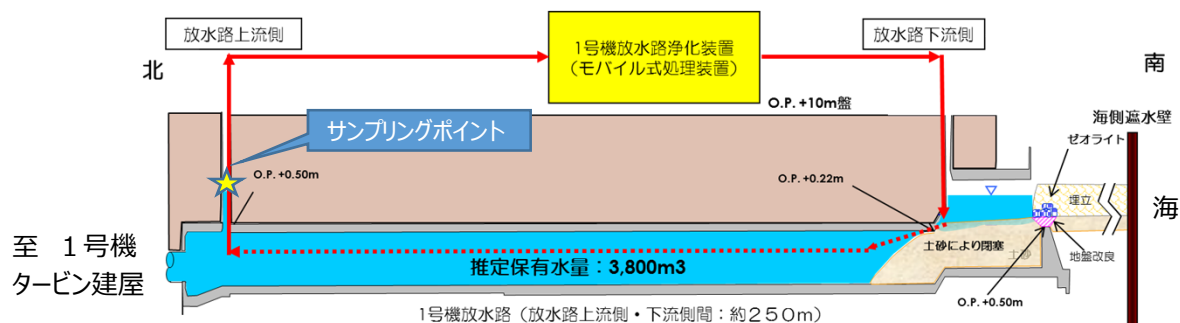 放水路上流側
1号機放水路浄化装置
（モバイル式処理装置）
放水路下流側
北
南
O.P. +10m盤
海側遮水壁
サンプリングポイント
ゼオライト
O.P. +0.50m
O.P. +0.22m
埋立
海
至　１号機
タービン建屋
土砂により閉塞
土砂
地盤改良
推定保有水量：3,800m3
O.P. +0.50m
1号機放水路（放水路上流側・下流側間：約２５０m）